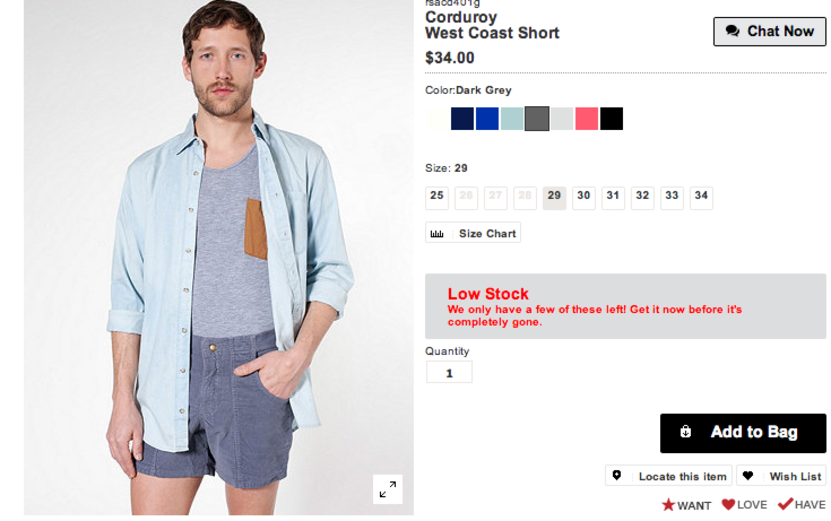 rsacd401g
Corduroy
West Coast Short
Chat Now
$34.00
Color:Dark Grey
Size: 29
25 26 27 28 29 30 31 32 33 34
Size Chart
Low Stock
We only have a few of these left! Get it now before it's
completely gone.
Quantity
1
Add to Bag
Locate this item
Wish List
WANT LOVE HAVE